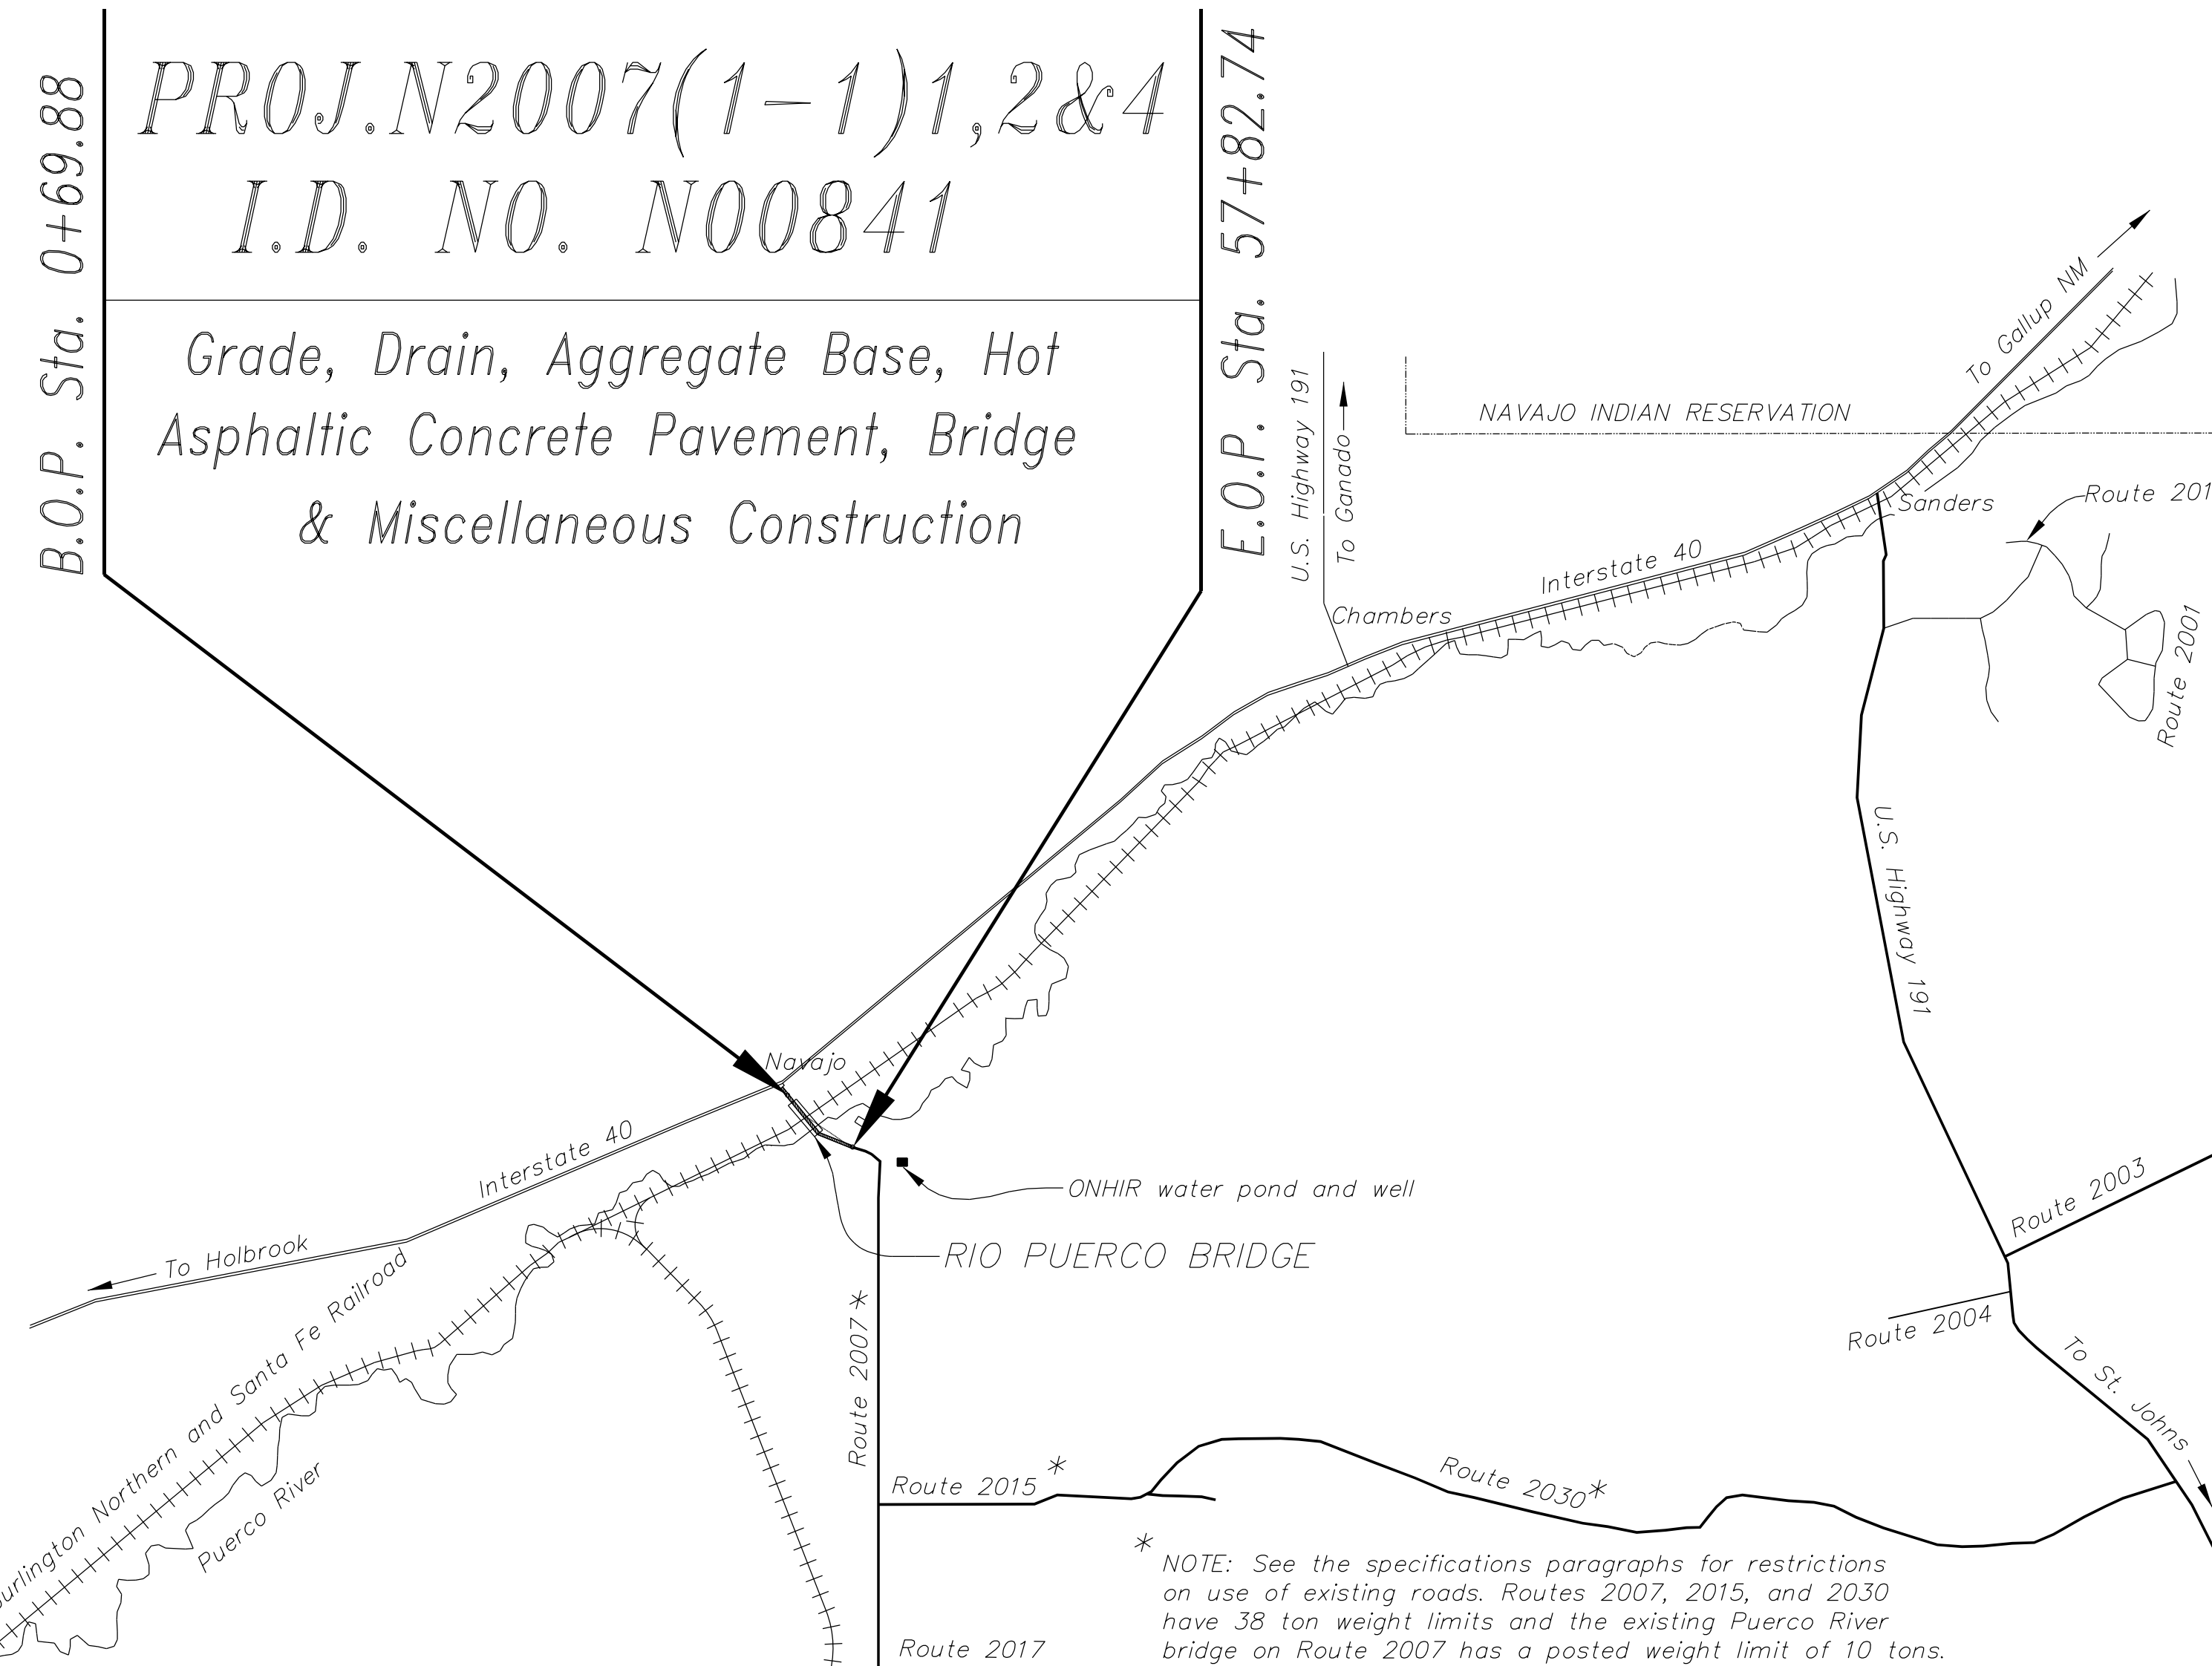 B.O.P. Sta. 0+69.88
PROJ.N2007(1-1)1,2&4
I.D. NO. N00841
Grade, Drain, Aggregate Base, Hot
Asphaltic Concrete Pavement, Bridge
& Miscellaneous Construction
E.O.P. Sta. 57+82.74
U.S. Highway 191
To Ganado
NAVAJO INDIAN RESERVATION
To Gallup NM
Sanders
Route 201
Interstate 40
Chambers
Route 2001
U.S. Highway 191
Navajo
Interstate 40
ONHIR water pond and well
RIO PUERCO BRIDGE
To Holbrook
Route 2003
Route 2004
To St. Johns
urlington Northern and Santa Fe Railroad
Puerco River
Route 2007*
Route 2015*
Route 2030*
* NOTE: See the specifications paragraphs for restrictions
on use of existing roads. Routes 2007, 2015, and 2030
have 38 ton weight limits and the existing Puerco River
bridge on Route 2007 has a posted weight limit of 10 tons.
Route 2017